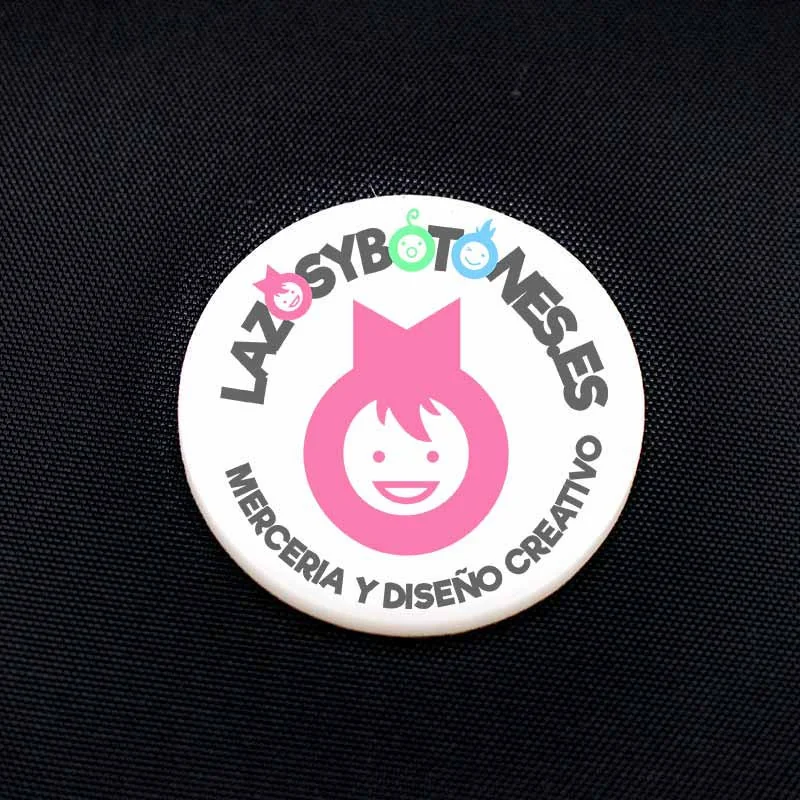 LAZOSYBOTONES.ES
MERCERIA Y DISEÑO CREATIVO